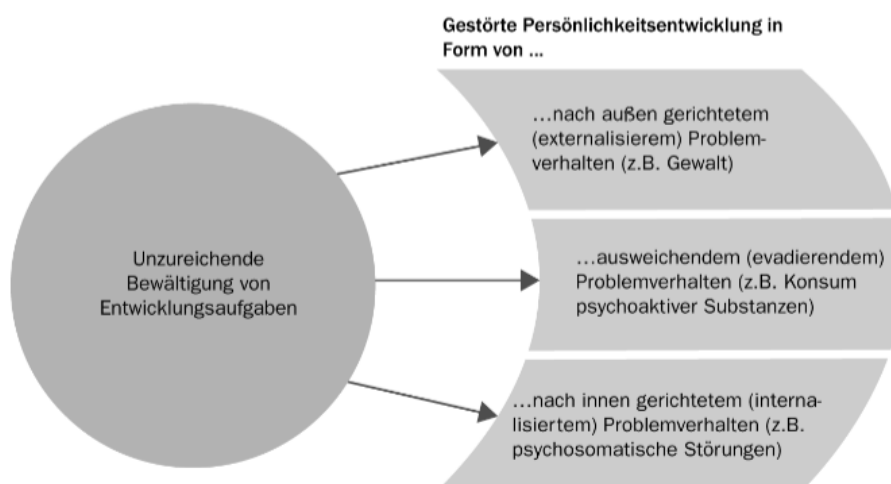 Gestörte Persönlichkeitsentwicklung in
Form von ...
...nach außen gerichtetem
(externalisierem) Problem-
verhalten (z.B. Gewalt)
Unzureichende
Bewältigung von
Entwicklungsaufgaben
...ausweichendem (evadierendem)
Problemverhalten (z.B. Konsum
psychoaktiver Substanzen)
...nach innen gerichtetem (interna-
lisiertem) Problemverhalten (z.B.
psychosomatische Störungen)